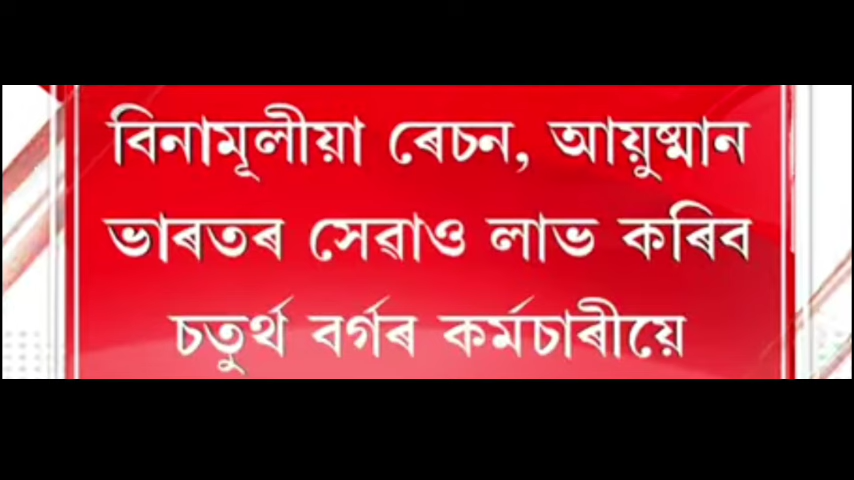 বিনামূলীয়া ৰেচন, আয়ুষ্মান
ভাৰতৰ সেৱাও লাভ কৰিব
চতুৰ্থ বৰ্গৰ কৰ্মচাৰীয়ে